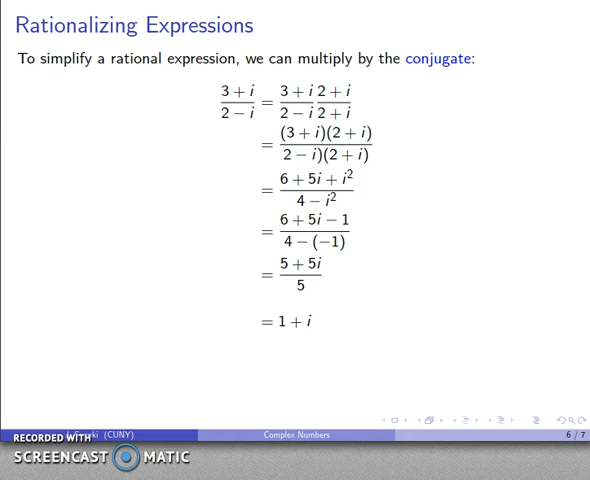 Rationalizing Expressions
To simplify a rational expression, we can multiply by the conjugate:
3 + i / 2 − i = 3 + i / 2 − i 2 + i / 2 + i
= (3 + i)(2 + i) / 2 − i)(2 + i)
= 6 + 5i + i² / 4 − i²
= 6 + 5i − 1 / 4 − (−1)
= 5 + 5i / 5
= 1 + i
(CUNY) Complex Numbers 6 / 7
RECORDED WITH
SCREENCAST MATIC